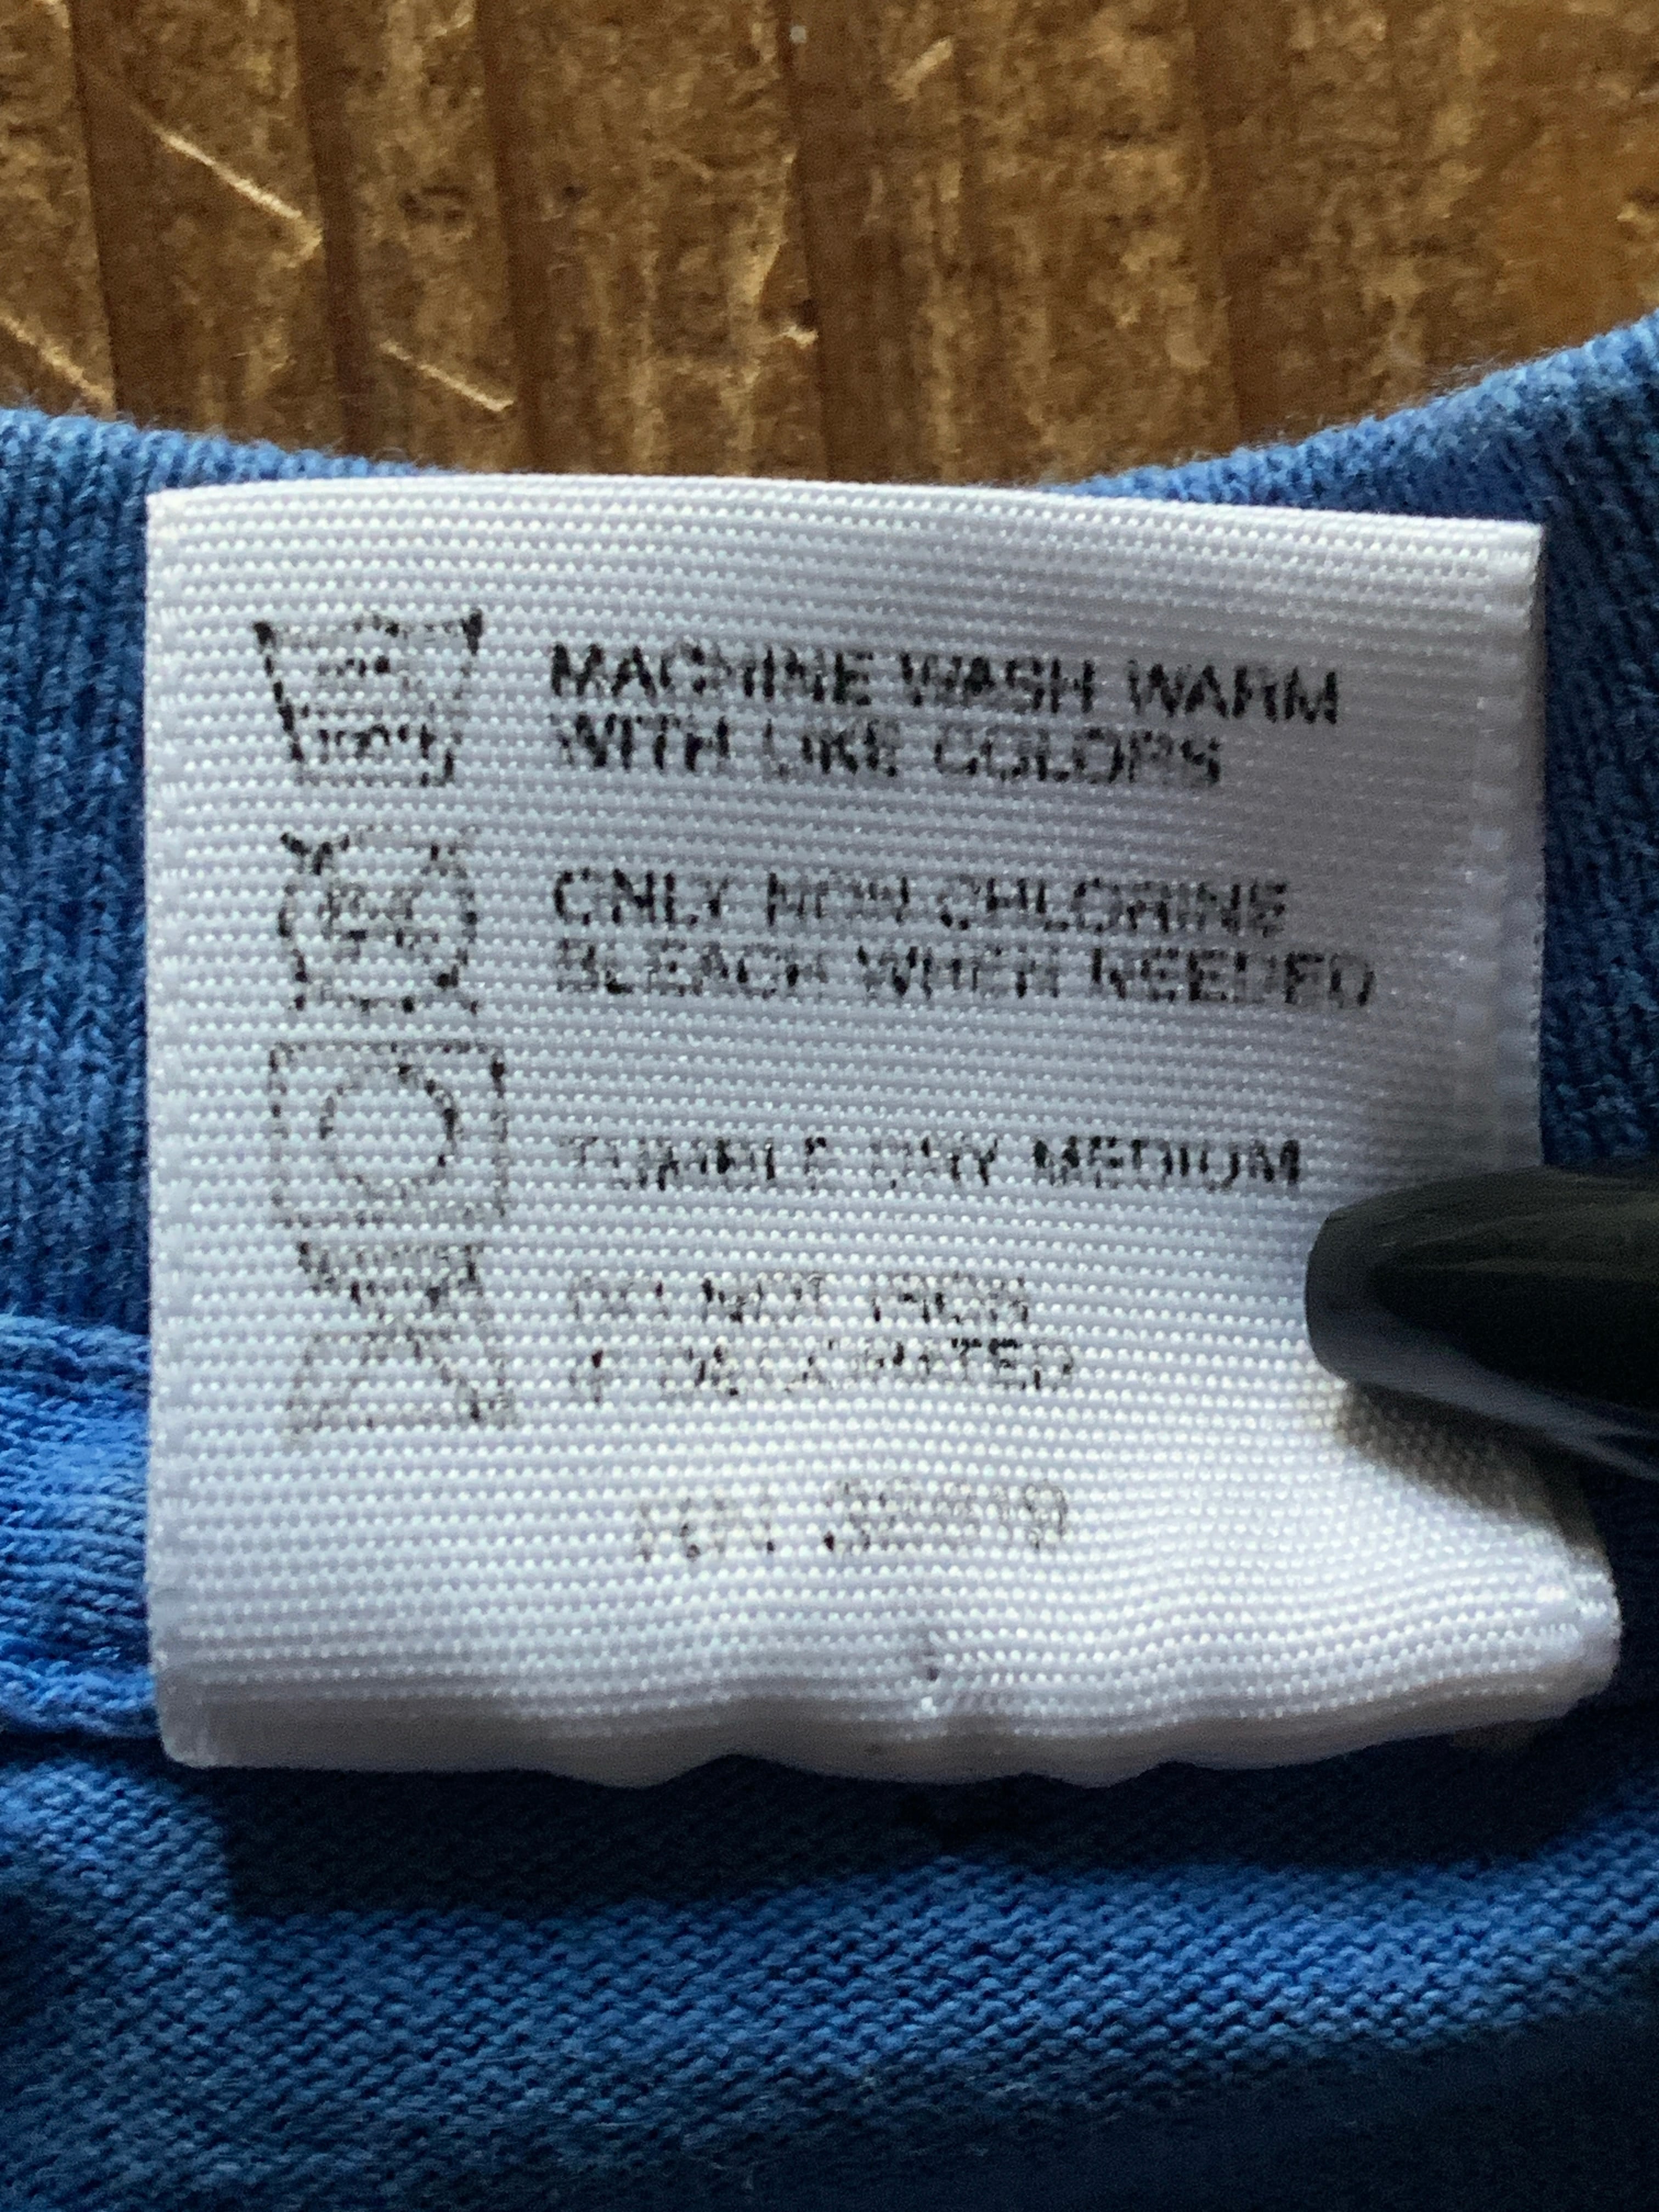 MACHINE WASH WARM
WITH LIKE COLORS
ONLY NON CHLORINE
BLEACH WHEN NEEDED
TUMBLE DRY MEDIUM
DO NOT IRON
IF DECORATED